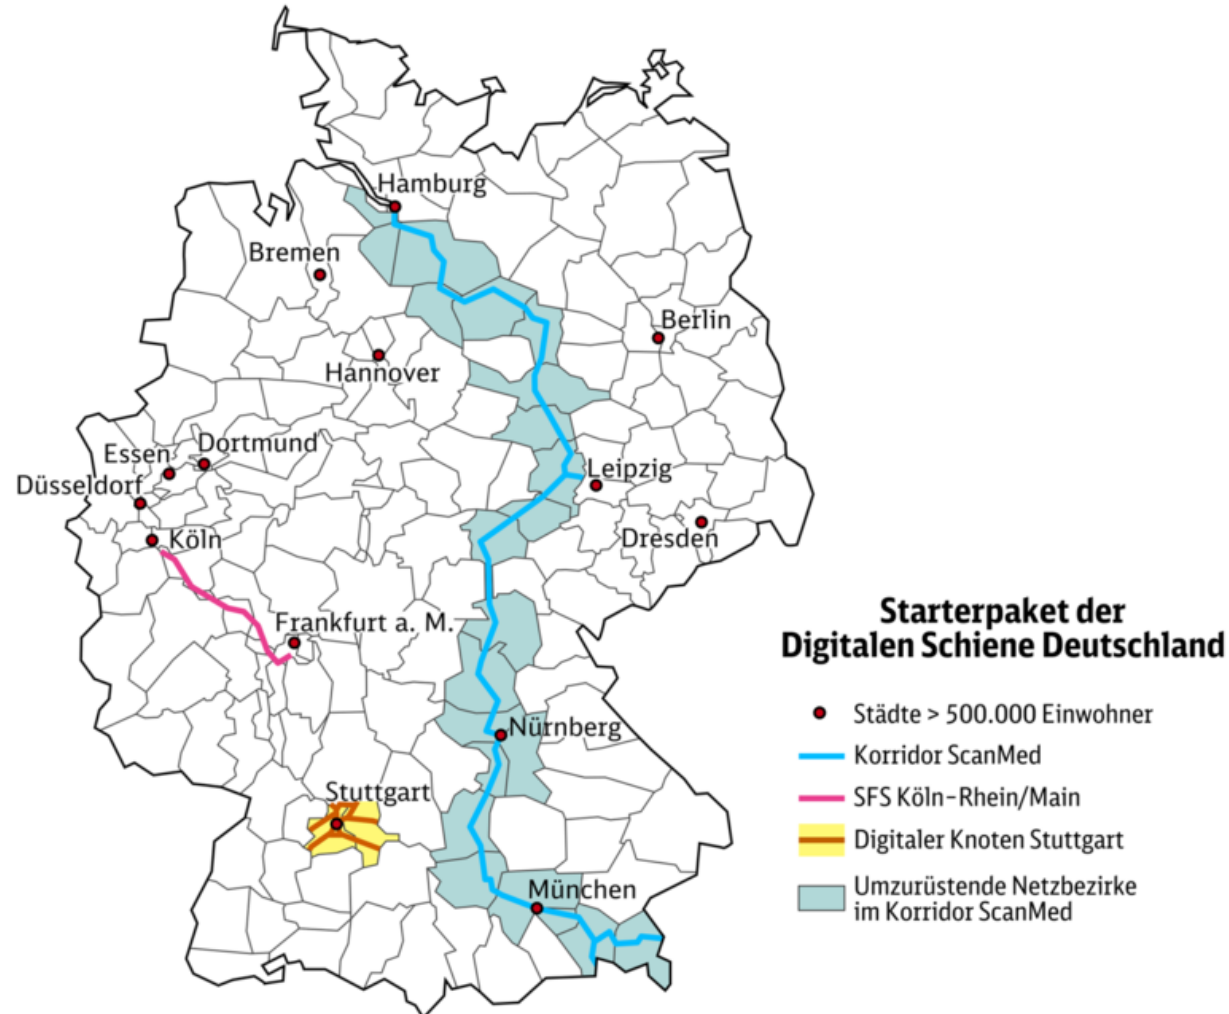 Hamburg
Bremen
Berlin
Hannover
Dortmund
Essen
Düsseldorf
Leipzig
Köln
Dresden
Frankfurt a. M.
Nürnberg
Stuttgart
München
Starterpaket der
Digitalen Schiene Deutschland
Städte > 500.000 Einwohner
Korridor ScanMed
SFS Köln–Rhein/Main
Digitaler Knoten Stuttgart
Umzurüstende Netzbezirke
im Korridor ScanMed